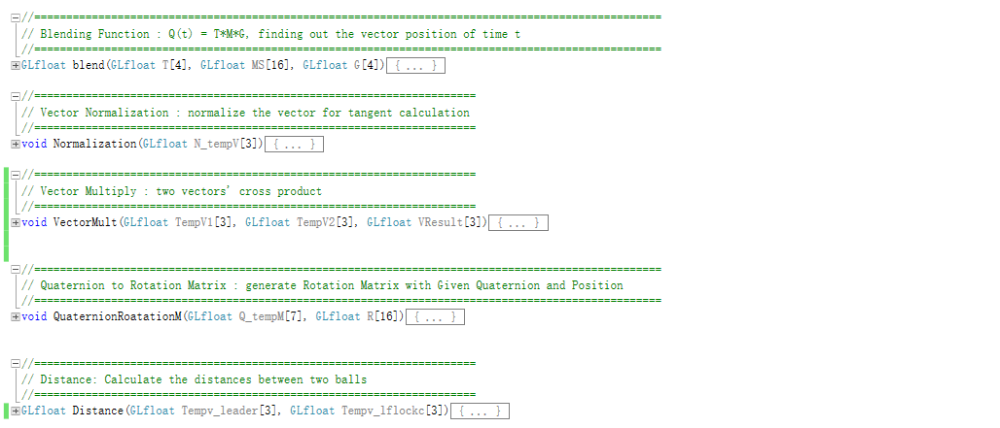 //==================================================================================================
// Blending Function : Q(t) = T*M*G, finding out the vector position of time t
//==================================================================================================
GLfloat blend(GLfloat T[4], GLfloat MS[16], GLfloat G[4]) { ... }
//=====================================================================
// Vector Normalization : normalize the vector for tangent calculation
//=====================================================================
void Normalization(GLfloat N_tempV[3]) { ... }
//=====================================================================
// Vector Multiply : two vectors' cross product
//=====================================================================
void VectorMult(GLfloat TempV1[3], GLfloat TempV2[3], GLfloat VResult[3]) { ... }
//==================================================================================================
// Quaternion to Rotation Matrix : generate Rotation Matrix with Given Quaternion and Position
//==================================================================================================
void QuaternionRoatationM(GLfloat Q_tempM[7], GLfloat R[16]) { ... }
//=====================================================================
// Distance: Calculate the distances between two balls
//=====================================================================
GLfloat Distance(GLfloat Tempv_leader[3], GLfloat Tempv_lflockc[3]) { ... }